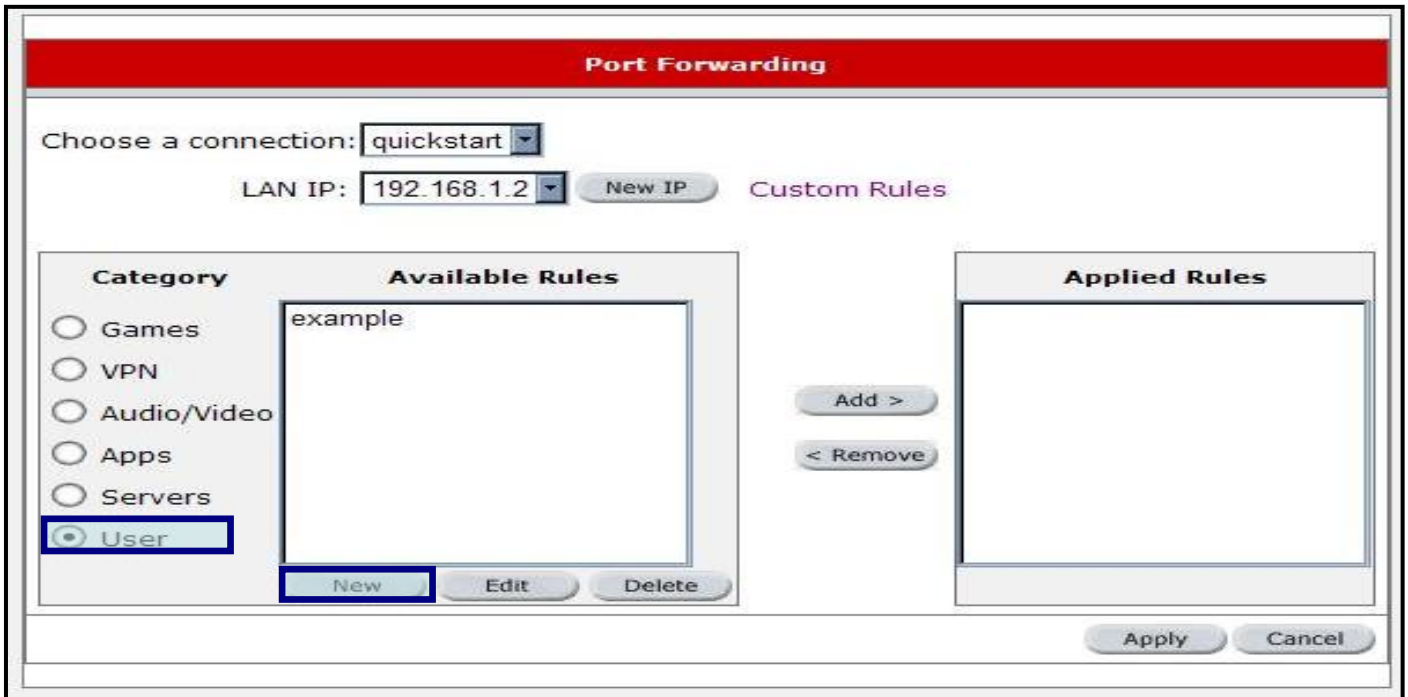 Port Forwarding
Choose a connection: quickstart
LAN IP: 192.168.1.2 New IP Custom Rules
Category Available Rules Applied Rules
Games example
VPN
Audio/Video Add >
Apps < Remove
Servers
User
New Edit Delete
Apply Cancel